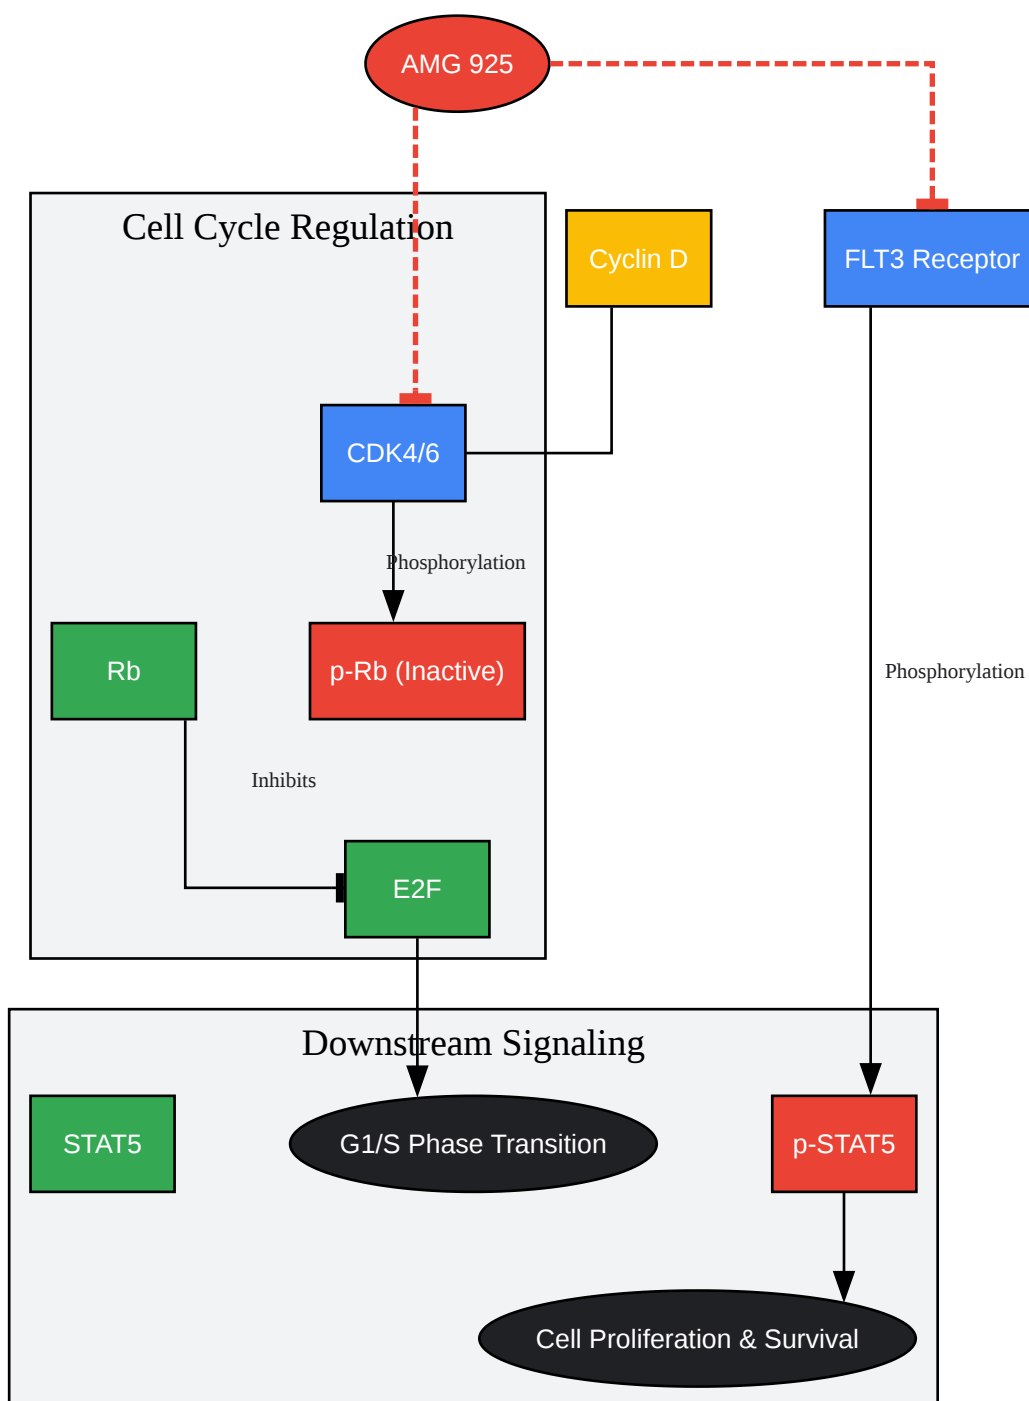 AMG 925
Cell Cycle Regulation
Cyclin D
FLT3 Receptor
CDK4/6
Phosphorylation
Rb
p-Rb (Inactive)
Phosphorylation
Inhibits
E2F
Downstream Signaling
STAT5
G1/S Phase Transition
p-STAT5
Cell Proliferation & Survival